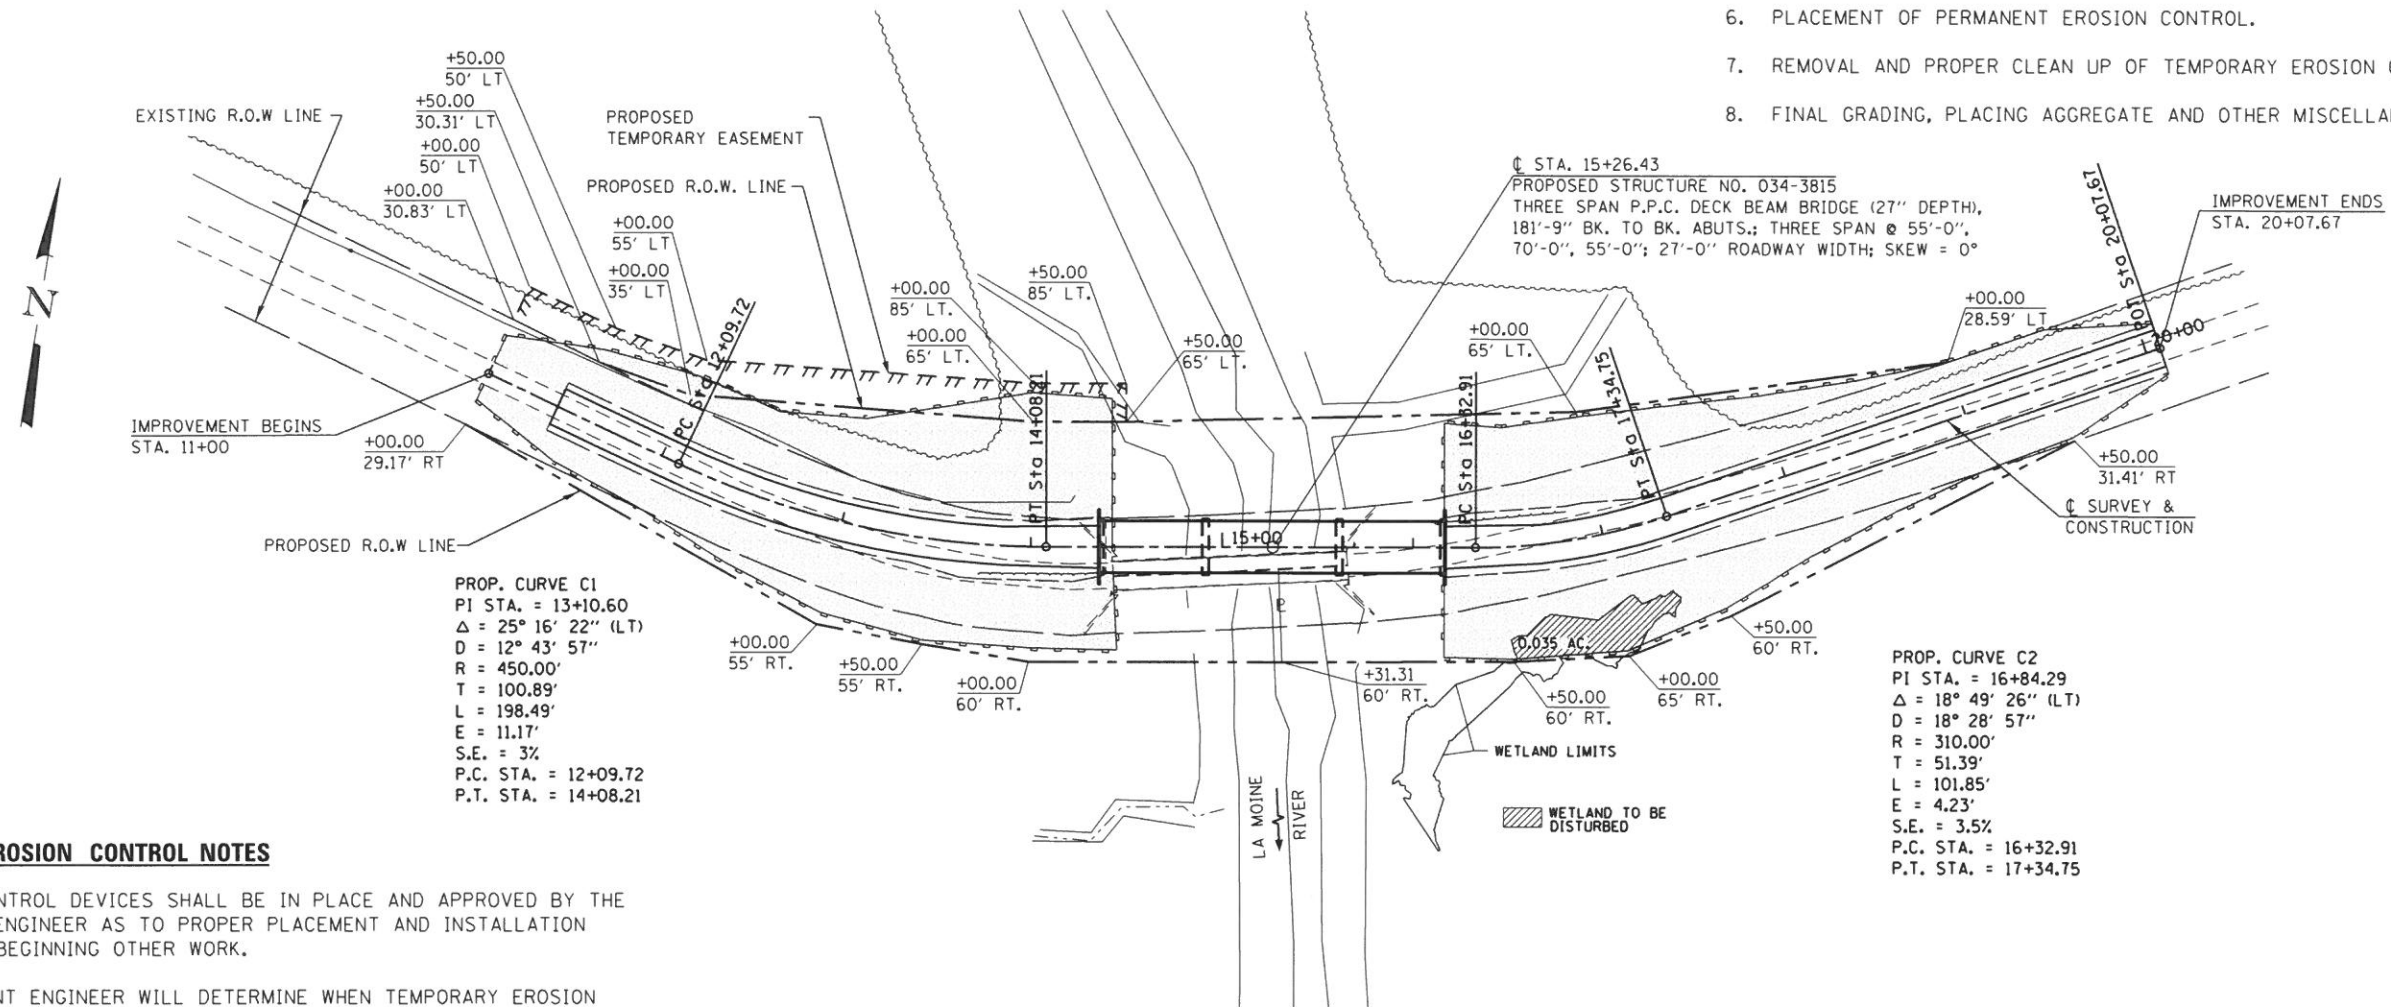 6. PLACEMENT OF PERMANENT EROSION CONTROL.
7. REMOVAL AND PROPER CLEAN UP OF TEMPORARY EROSION
8. FINAL GRADING, PLACING AGGREGATE AND OTHER MISCELLA
+50.00
50' LT
+50.00
30.31' LT
+00.00
50' LT
+00.00
30.83' LT
EXISTING R.O.W LINE
PROPOSED
TEMPORARY EASEMENT
PROPOSED R.O.W. LINE
+00.00
55' LT
+00.00
35' LT
+00.00
85' LT.
+00.00
65' LT.
+50.00
85' LT.
+50.00
65' LT.
℄ STA. 15+26.43
PROPOSED STRUCTURE NO. 034-3815
THREE SPAN P.P.C. DECK BEAM BRIDGE (27'' DEPTH),
181'-9'' BK. TO BK. ABUTS.; THREE SPAN @ 55'-0'',
70'-0'', 55'-0''; 27'-0'' ROADWAY WIDTH; SKEW = 0°
+00.00
65' LT.
+00.00
28.59' LT
POT Sta 20+07.67
20+00
IMPROVEMENT ENDS
STA. 20+07.67
N
PC Sta 12+09.72
PT Sta 14+08.21
PC Sta 16+32.91
PT Sta 17+34.75
IMPROVEMENT BEGINS
STA. 11+00
+00.00
29.17' RT
PROPOSED R.O.W LINE
15+00
+50.00
31.41' RT
℄ SURVEY &
CONSTRUCTION
PROP. CURVE C1
PI STA. = 13+10.60
Δ = 25° 16' 22'' (LT)
D = 12° 43' 57''
R = 450.00'
T = 100.89'
L = 198.49'
E = 11.17'
S.E. = 3%
P.C. STA. = 12+09.72
P.T. STA. = 14+08.21
+00.00
55' RT.
+50.00
55' RT.
+00.00
60' RT.
+31.31
60' RT.
0.035 AC.
+50.00
60' RT.
+00.00
65' RT.
+50.00
60' RT.
WETLAND LIMITS
WETLAND TO BE
DISTURBED
LA MOINE
RIVER
PROP. CURVE C2
PI STA. = 16+84.29
Δ = 18° 49' 26'' (LT)
D = 18° 28' 57''
R = 310.00'
T = 51.39'
L = 101.85'
E = 4.23'
S.E. = 3.5%
P.C. STA. = 16+32.91
P.T. STA. = 17+34.75
ROSION CONTROL NOTES
NTROL DEVICES SHALL BE IN PLACE AND APPROVED BY THE
ENGINEER AS TO PROPER PLACEMENT AND INSTALLATION
BEGINNING OTHER WORK.
NT ENGINEER WILL DETERMINE WHEN TEMPORARY EROSION